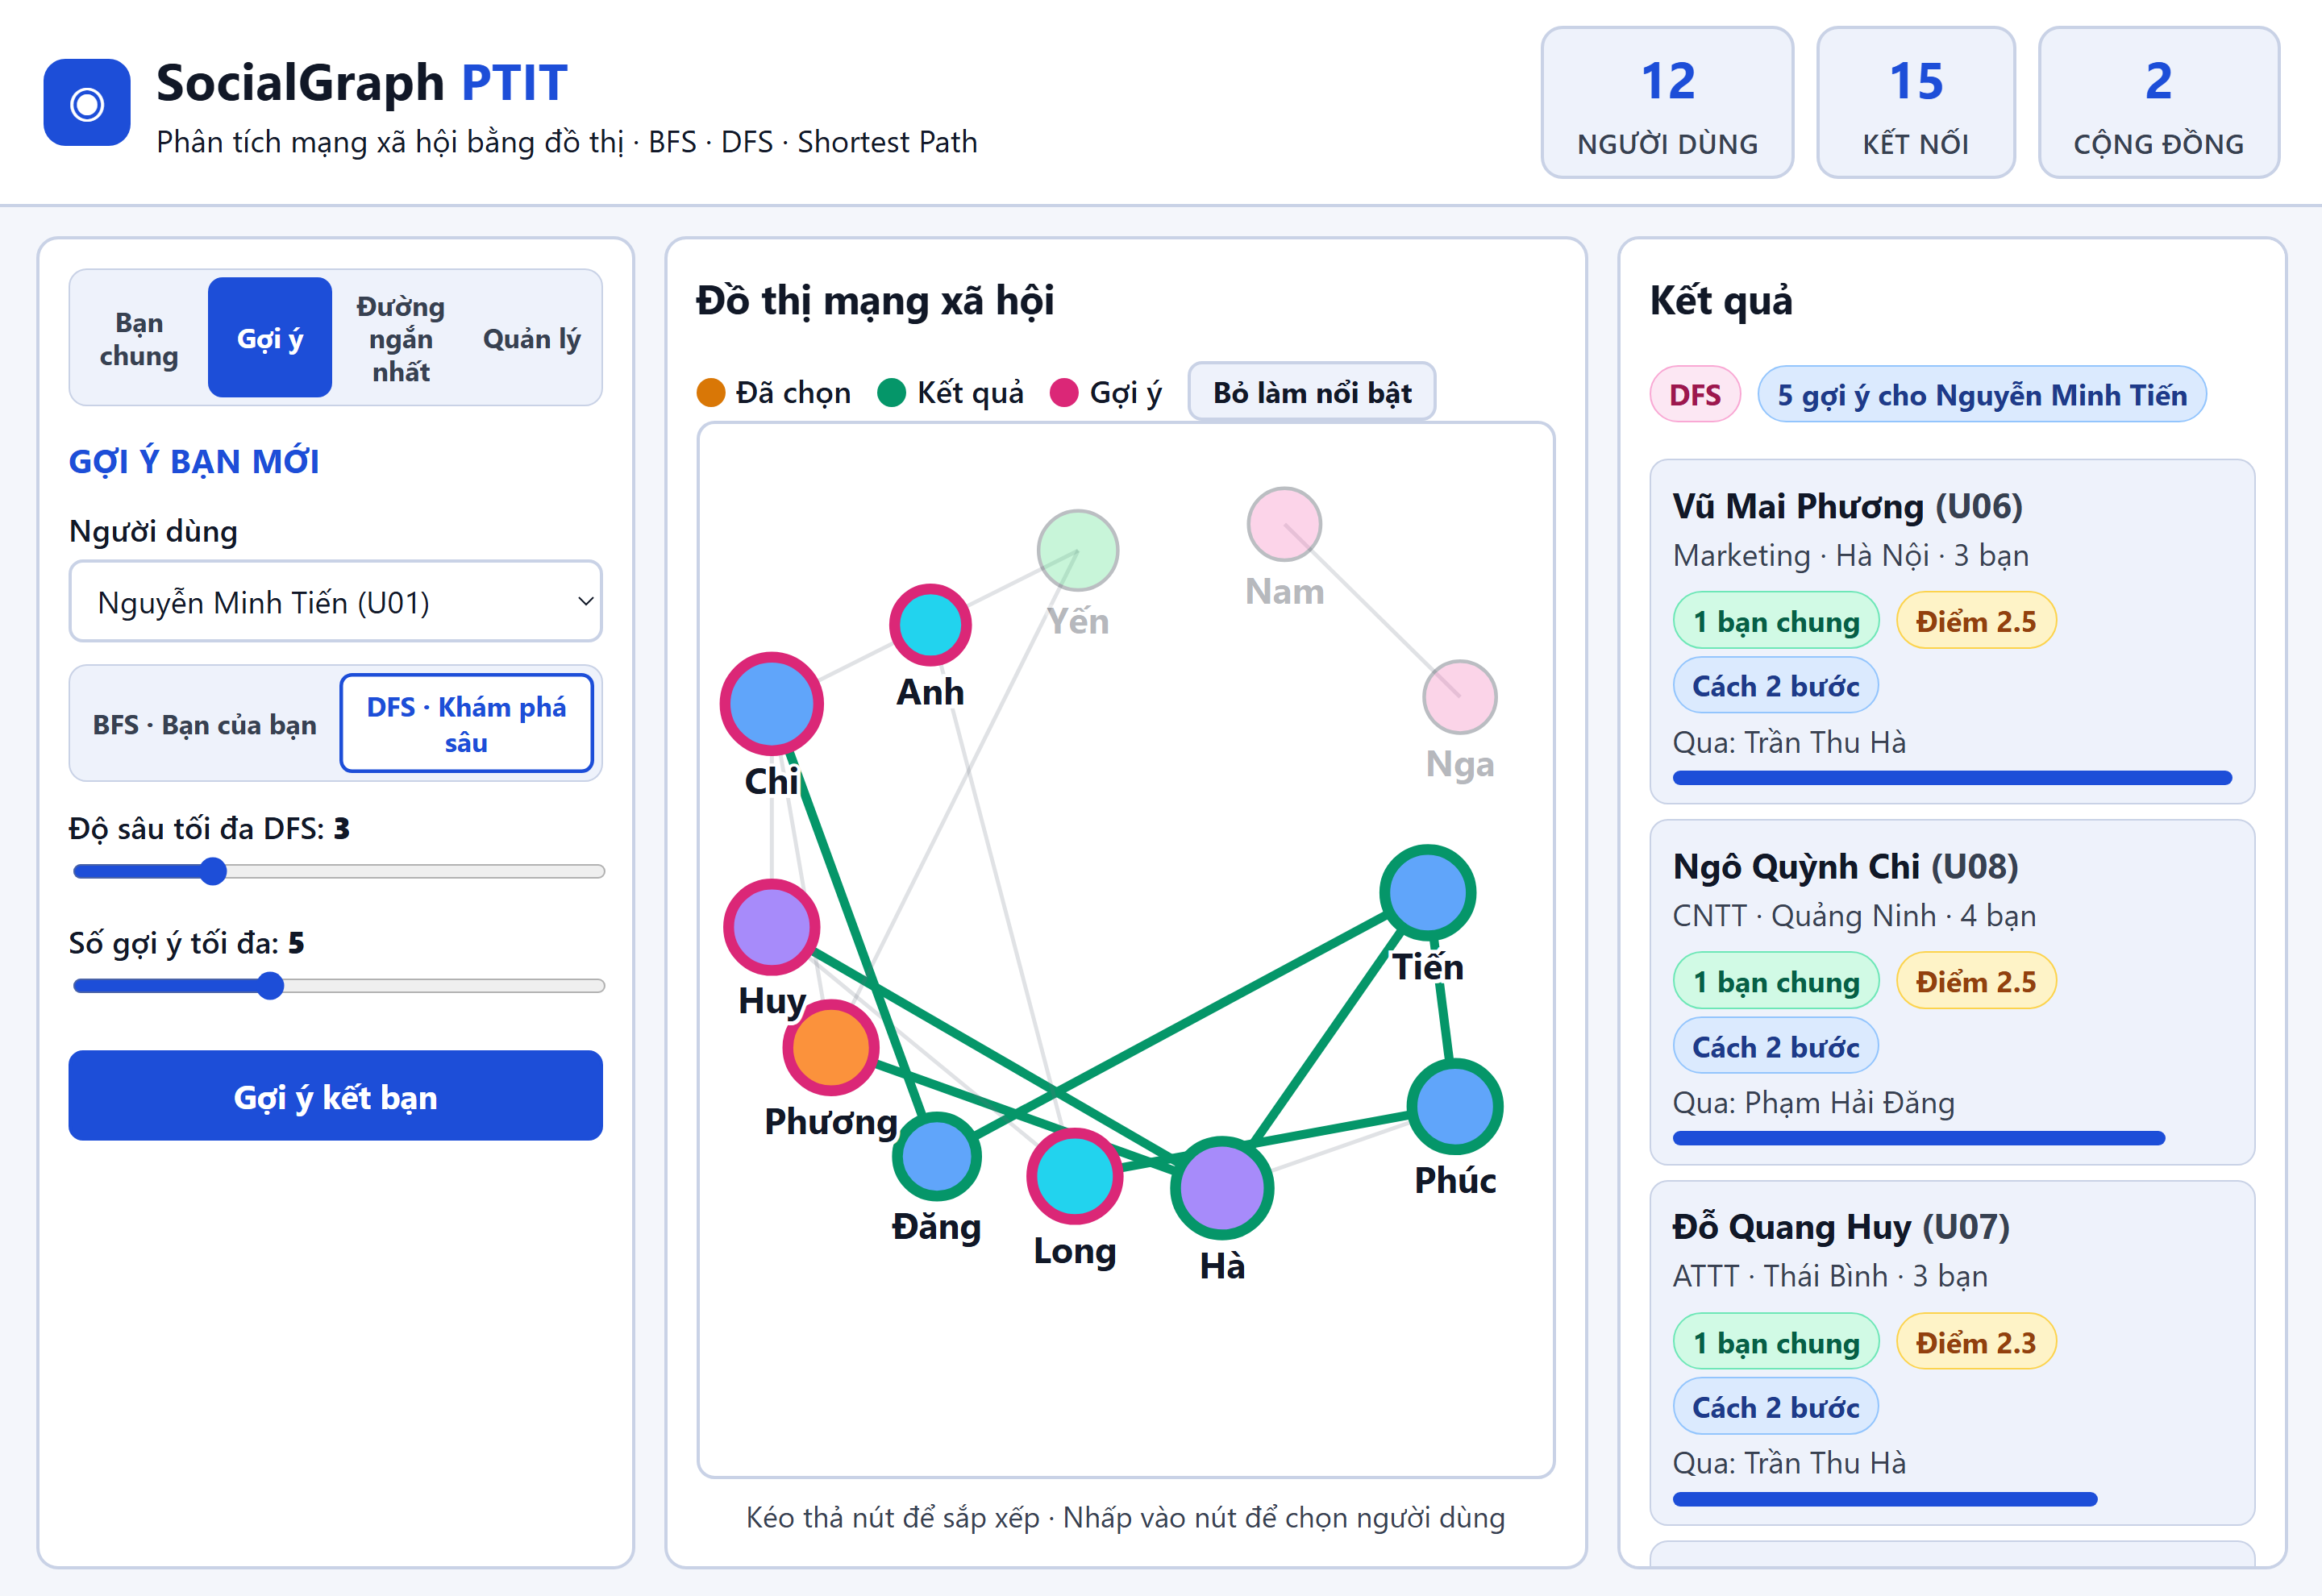 SocialGraph PTIT
Phân tích mạng xã hội bằng đồ thị · BFS · DFS · Shortest Path
12
NGƯỜI DÙNG
15
KẾT NỐI
2
CỘNG ĐỒNG
Bạn
chung
Gợi ý
Đường
ngắn
nhất
Quản lý
GỢI Ý BẠN MỚI
Người dùng
Nguyễn Minh Tiến (U01)
BFS · Bạn của bạn
DFS · Khám phá
sâu
Độ sâu tối đa DFS: 3
Số gợi ý tối đa: 5
Gợi ý kết bạn
Đồ thị mạng xã hội
Đã chọn
Kết quả
Gợi ý
Bỏ làm nổi bật
Nam
Yến
Anh
Nga
Chi
Tiến
Huy
Phương
Phúc
Đăng
Long
Hà
Kéo thả nút để sắp xếp · Nhấp vào nút để chọn người dùng
Kết quả
DFS
5 gợi ý cho Nguyễn Minh Tiến
Vũ Mai Phương (U06)
Marketing · Hà Nội · 3 bạn
1 bạn chung
Điểm 2.5
Cách 2 bước
Qua: Trần Thu Hà
Ngô Quỳnh Chi (U08)
CNTT · Quảng Ninh · 4 bạn
1 bạn chung
Điểm 2.5
Cách 2 bước
Qua: Phạm Hải Đăng
Đỗ Quang Huy (U07)
ATTT · Thái Bình · 3 bạn
1 bạn chung
Điểm 2.3
Cách 2 bước
Qua: Trần Thu Hà